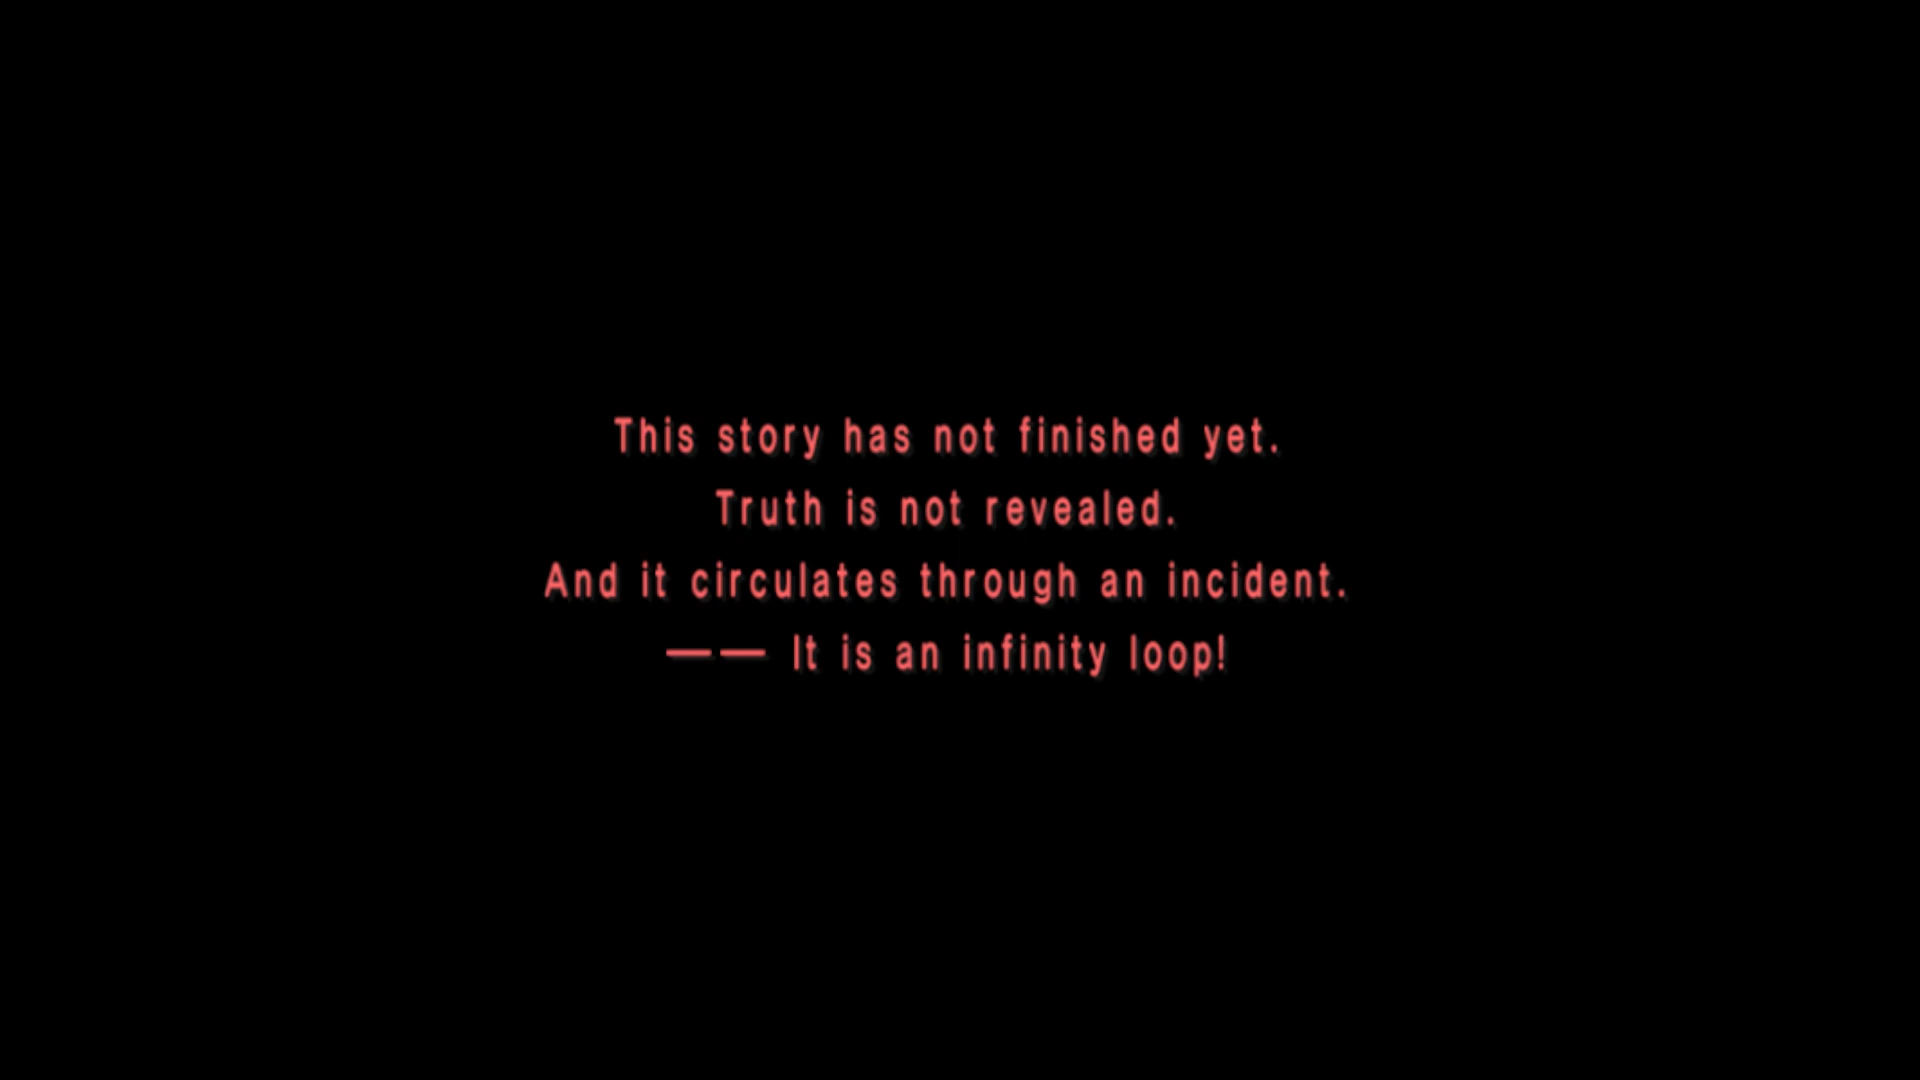 This story has not finished yet.
Truth is not revealed.
And it circulates through an incident.
—— It is an infinity loop!